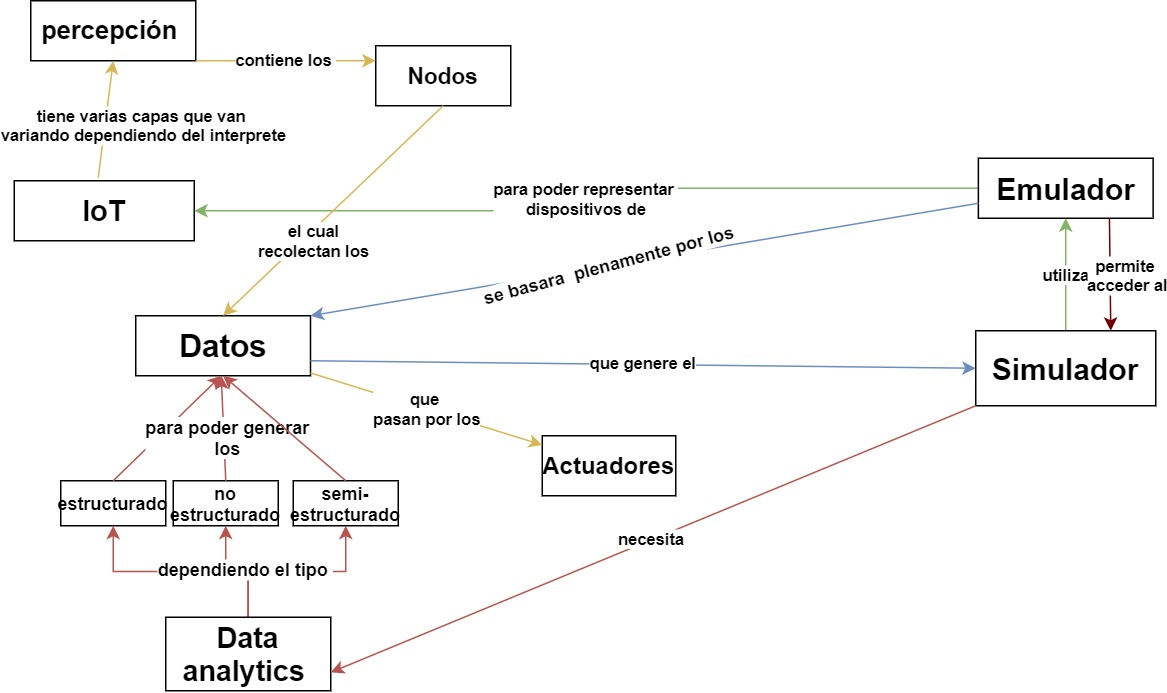 percepción
contiene los
Nodos
tiene varias capas que van
variando dependiendo del interprete
IoT
para poder representar
dispositivos de
Emulador
el cual
recolectan los
se basara plenamente por los
utiliza
permite
acceder al
Datos
que genere el
Simulador
que
pasan por los
para poder generar
los
Actuadores
estructurado
no
estructurado
semi-
estructurado
necesita
dependiendo el tipo
Data
analytics